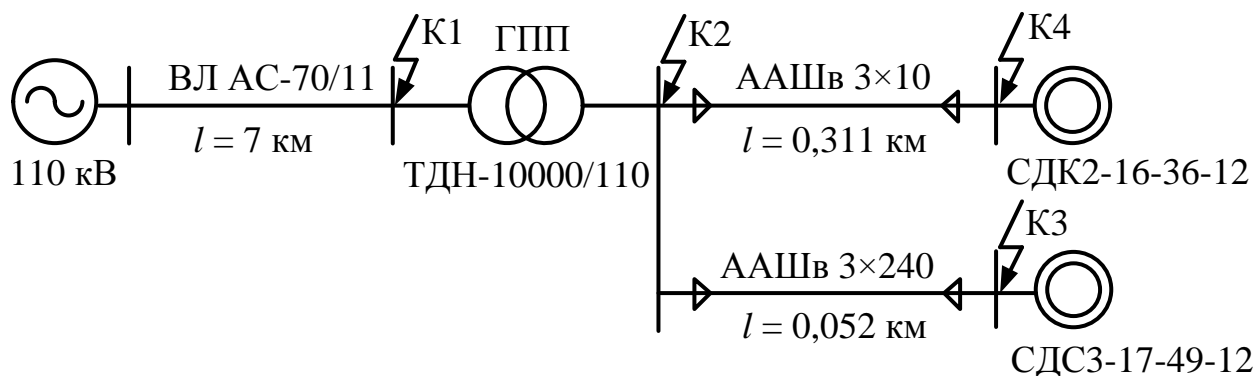 К1
ГПП
К2
К4
ВЛ АС-70/11
ААШв 3×10
l = 7 км
l = 0,311 км
110 кВ
ТДН-10000/110
СДК2-16-36-12
К3
ААШв 3×240
l = 0,052 км
СДС3-17-49-12